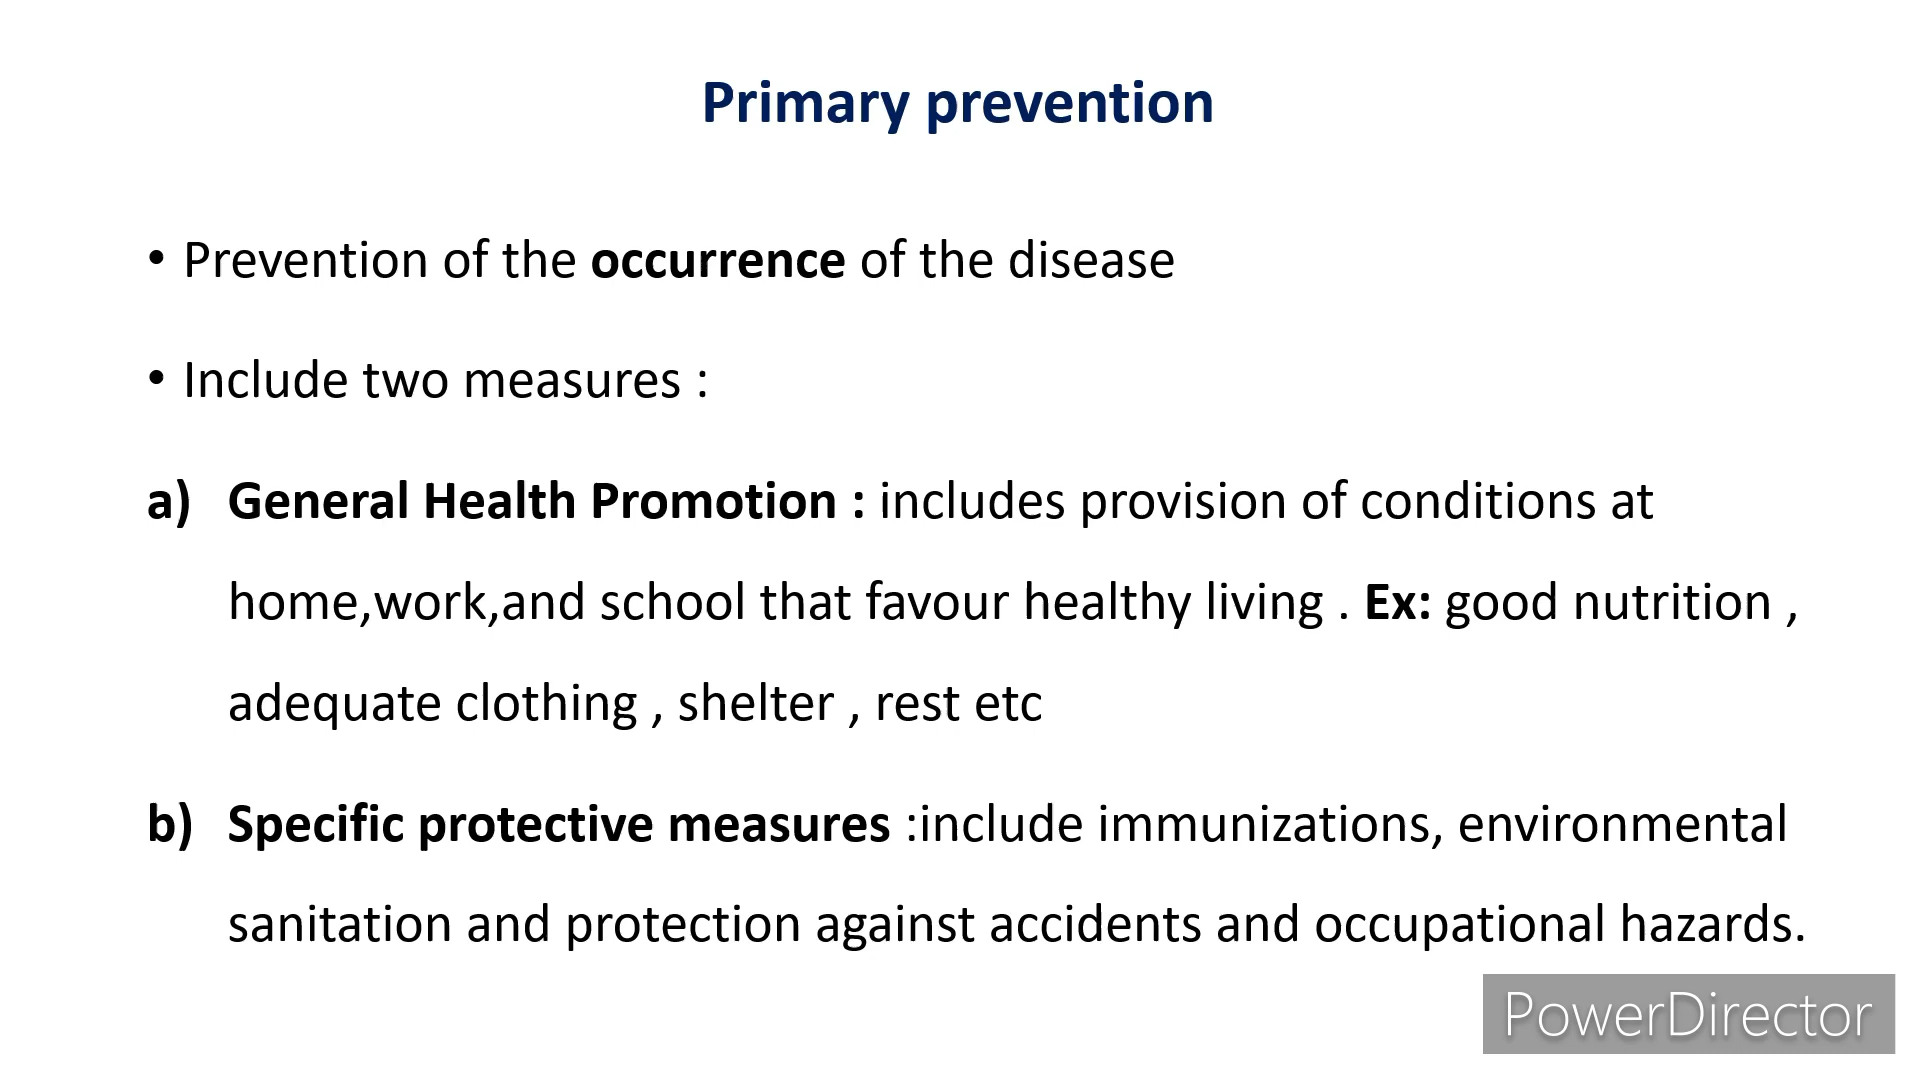 Primary prevention
• Prevention of the occurrence of the disease
• Include two measures :
a) General Health Promotion : includes provision of conditions at
home,work,and school that favour healthy living . Ex: good nutrition ,
adequate clothing , shelter , rest etc
b) Specific protective measures :include immunizations, environmental
sanitation and protection against accidents and occupational hazards.
PowerDirector